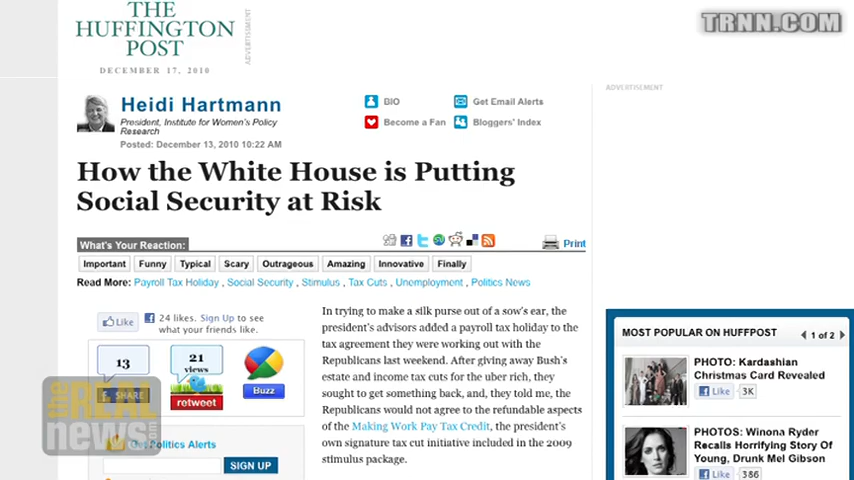 THE
HUFFINGTON
POST
DECEMBER 17, 2010
ADVERTISEMENT
TRNN.COM
Heidi Hartmann
President, Institute for Women's Policy
Research
Posted: December 13, 2010 10:22 AM
BIO
Get Email Alerts
Become a Fan
Bloggers' Index
ADVERTISEMENT
How the White House is Putting
Social Security at Risk
What's Your Reaction:
Print
Important Funny Typical Scary Outrageous Amazing Innovative Finally
Read More: Payroll Tax Holiday , Social Security , Stimulus , Tax Cuts , Unemployment , Politics News
Like
24 likes. Sign Up to see
what your friends like.
13
SHARE
21
views
retweet
Buzz
the REAL
news.com
Get Politics Alerts
SIGN UP
In trying to make a silk purse out of a sow's ear, the
president's advisors added a payroll tax holiday to the
tax agreement they were working out with the
Republicans last weekend. After giving away Bush's
estate and income tax cuts for the uber rich, they
sought to get something back, and, they told me, the
Republicans would not agree to the refundable aspects
of the Making Work Pay Tax Credit, the president's
own signature tax cut initiative included in the 2009
stimulus package.
MOST POPULAR ON HUFFPOST
1 of 2
PHOTO: Kardashian
Christmas Card Revealed
Like 3K
PHOTOS: Winona Ryder
Recalls Horrifying Story Of
Young, Drunk Mel Gibson
Like 386